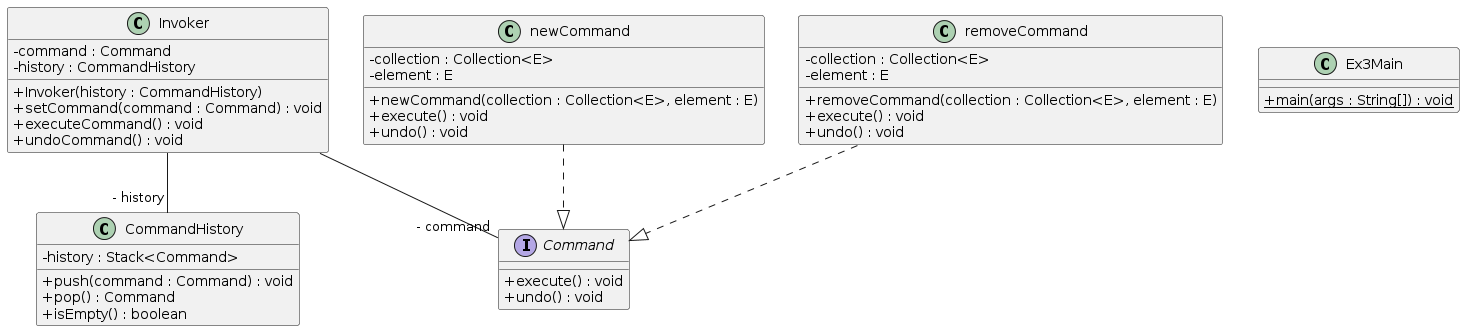 C Invoker
-command : Command
-history : CommandHistory
+Invoker(history : CommandHistory)
+setCommand(command : Command) : void
+executeCommand() : void
+undoCommand() : void
C newCommand
-collection : Collection<E>
-element : E
+newCommand(collection : Collection<E>, element : E)
+execute() : void
+undo() : void
C removeCommand
-collection : Collection<E>
-element : E
+removeCommand(collection : Collection<E>, element : E)
+execute() : void
+undo() : void
C Ex3Main
+main(args : String[]) : void
- history
- command
C CommandHistory
-history : Stack<Command>
+push(command : Command) : void
+pop() : Command
+isEmpty() : boolean
I Command
+execute() : void
+undo() : void